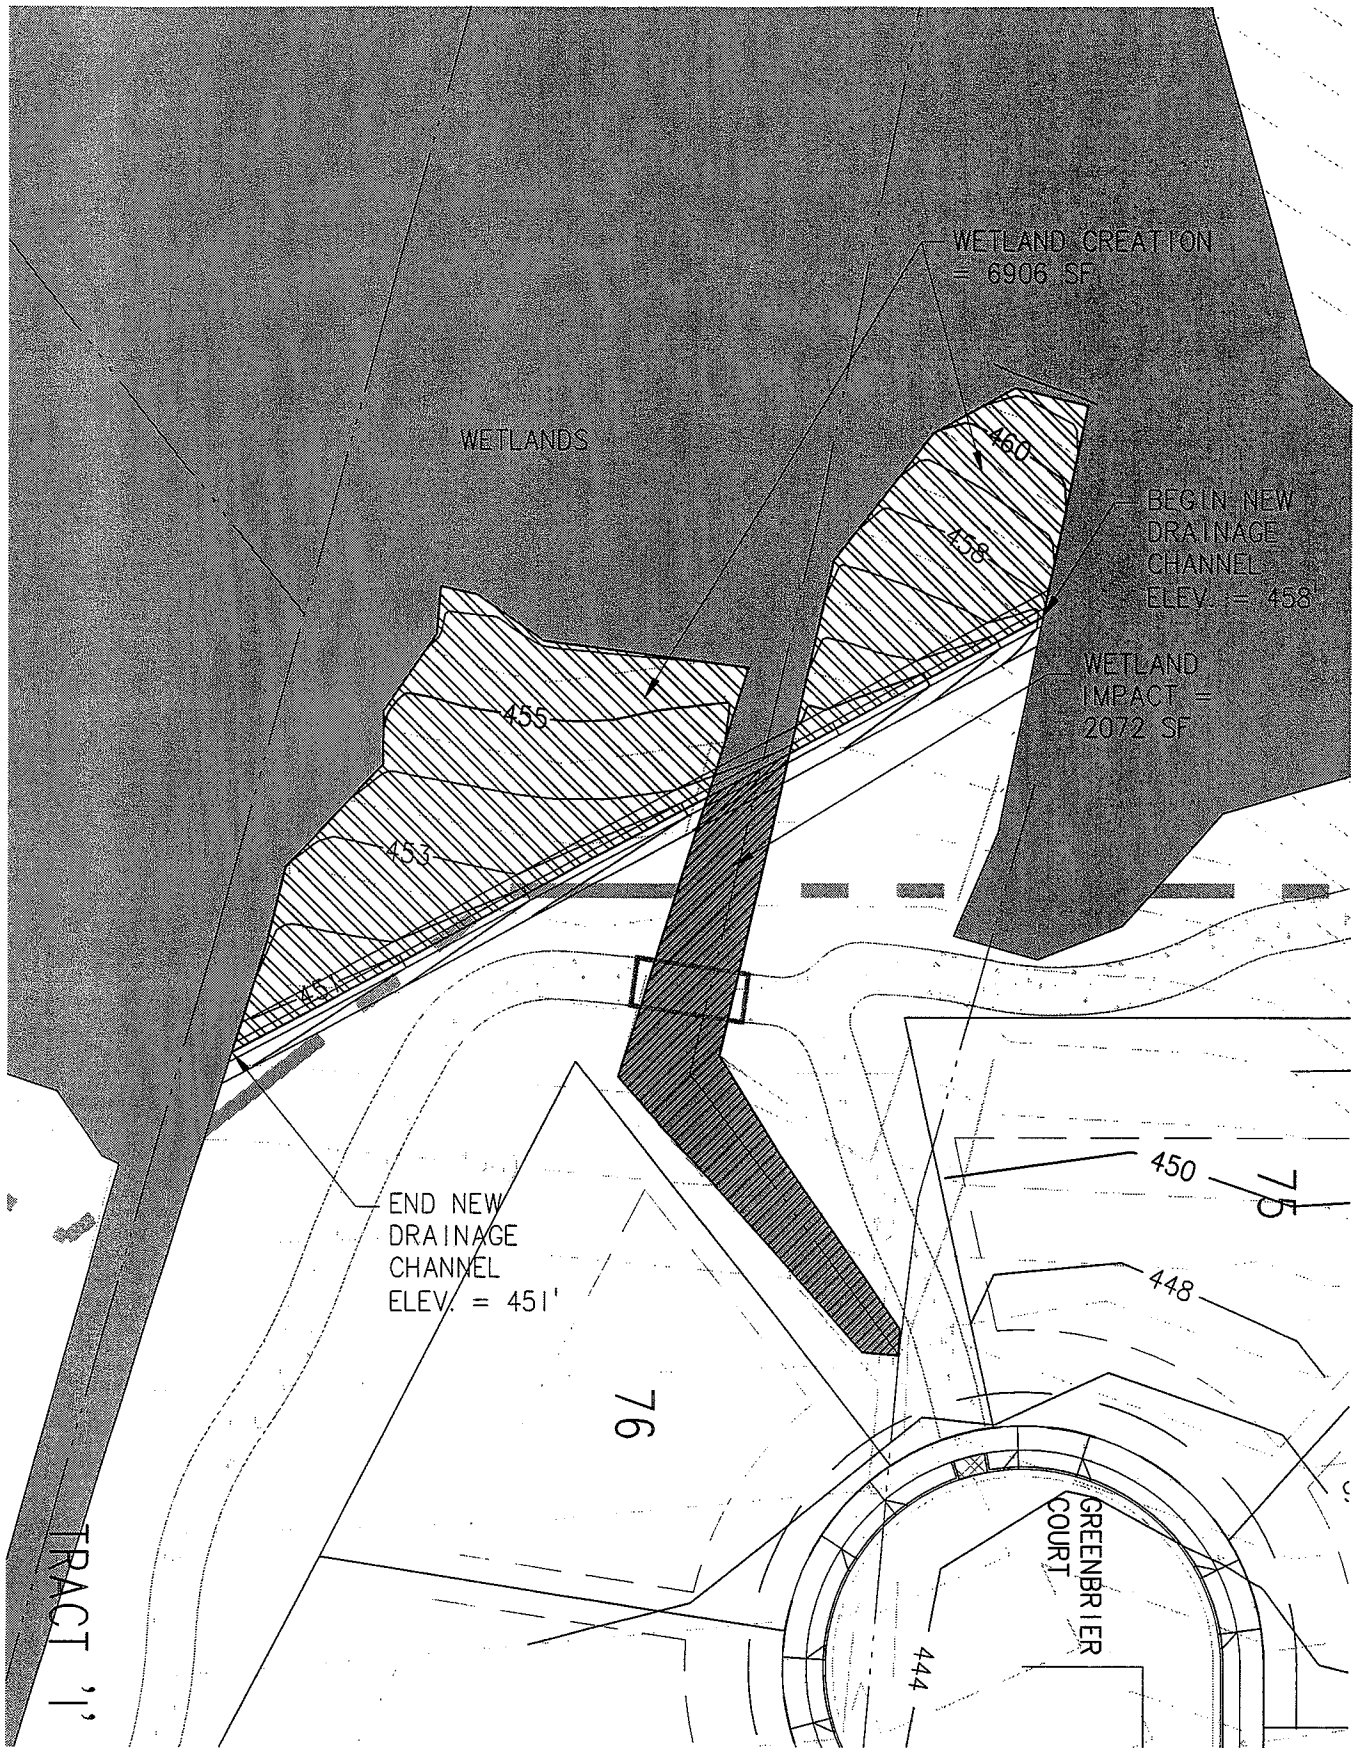 WETLAND CREATION
= 6906 SF
WETLANDS
460
458
BEGIN NEW
DRAINAGE
CHANNEL
ELEV. = 458'
WETLAND
IMPACT =
2072 SF
455
453
451
END NEW
DRAINAGE
CHANNEL
ELEV. = 451'
450
75
448
76
GREENBRIER
COURT
444
TRACT 'I'